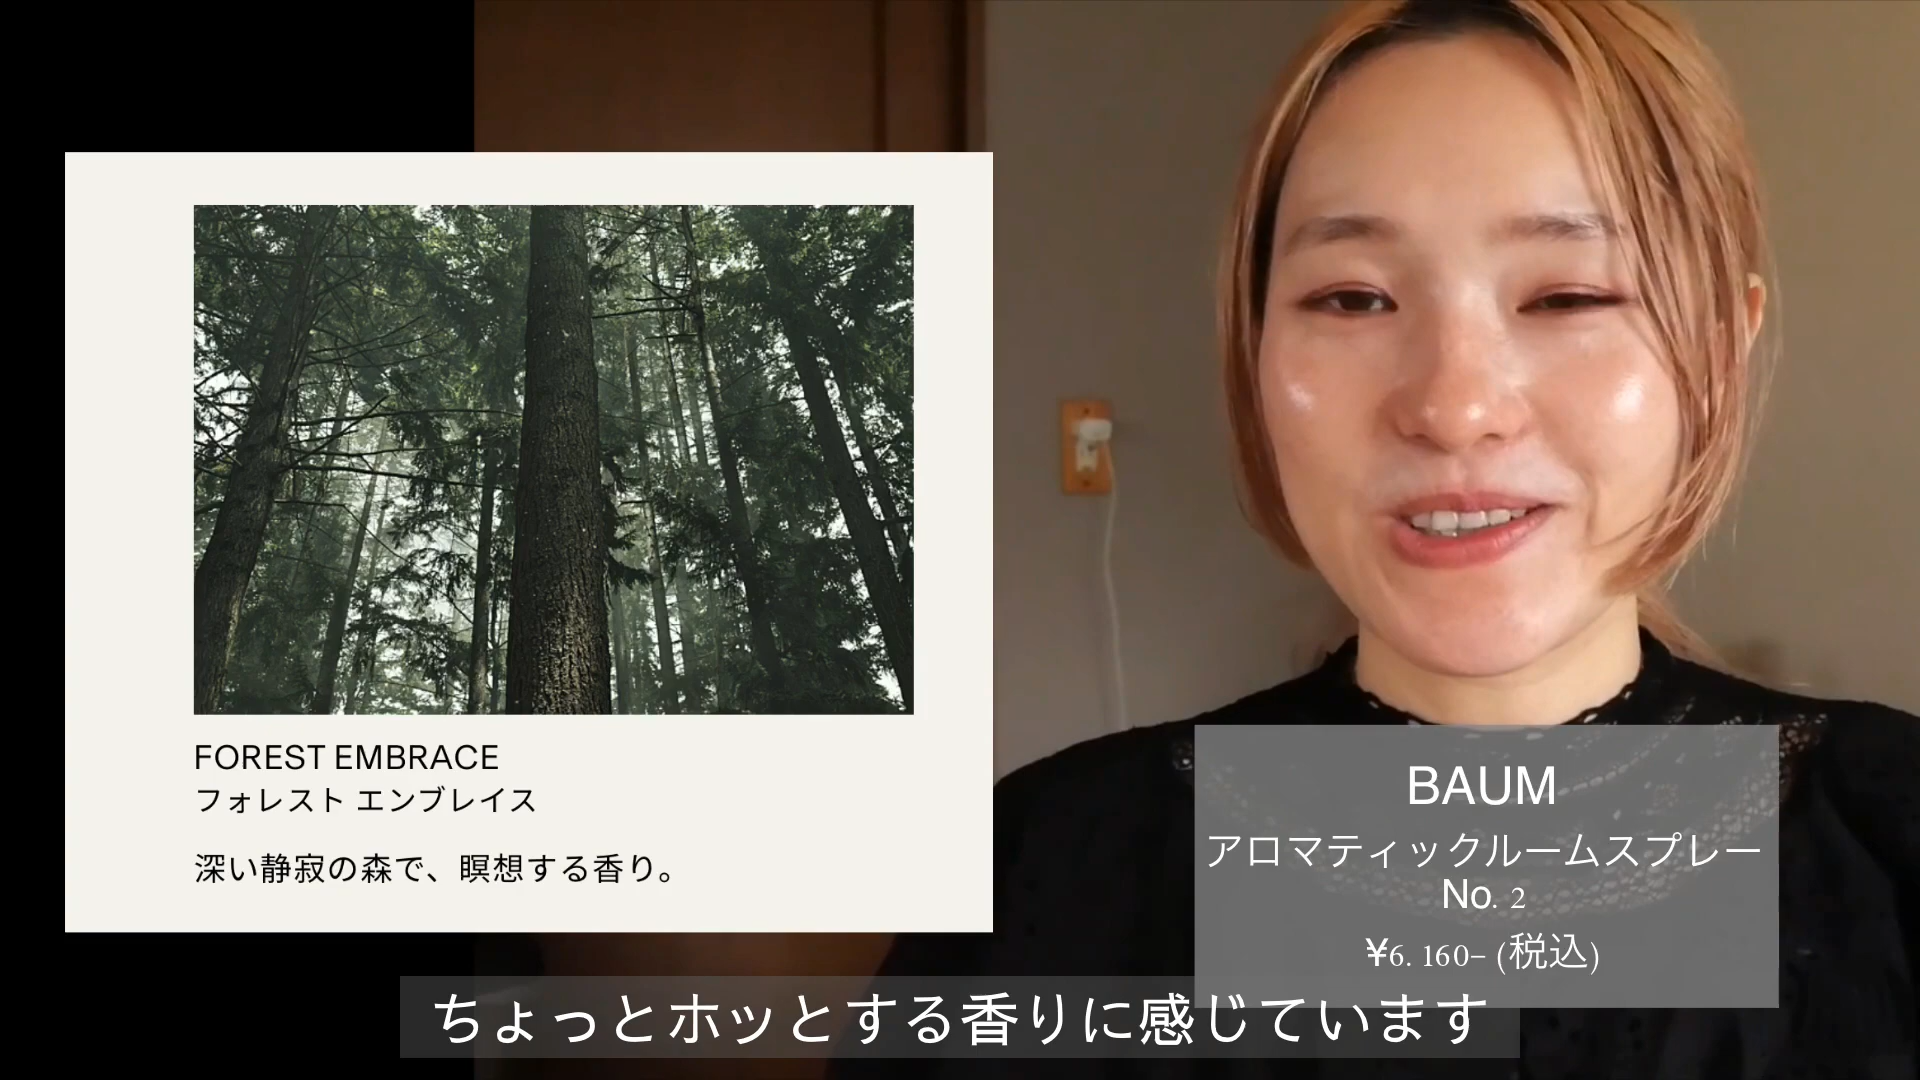 FOREST EMBRACE
フォレスト エンブレイス
深い静寂の森で、瞑想する香り。
BAUM
アロマティックルームスプレー
No. 2
¥6. 160- (税込)
ちょっとホッとする香りに感じています